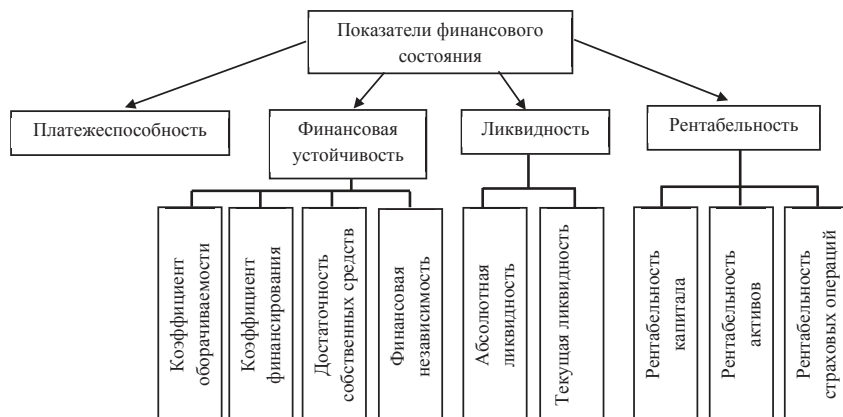 Показатели финансового
состояния
Платежеспособность
Финансовая
устойчивость
Ликвидность
Рентабельность
Коэффициент
оборачиваемости
Коэффициент
финансирования
Достаточность
собственных средств
Финансовая
независимость
Абсолютная
ликвидность
Текущая ликвидность
Рентабельность
капитала
Рентабельность
активов
Рентабельность
страховых операций